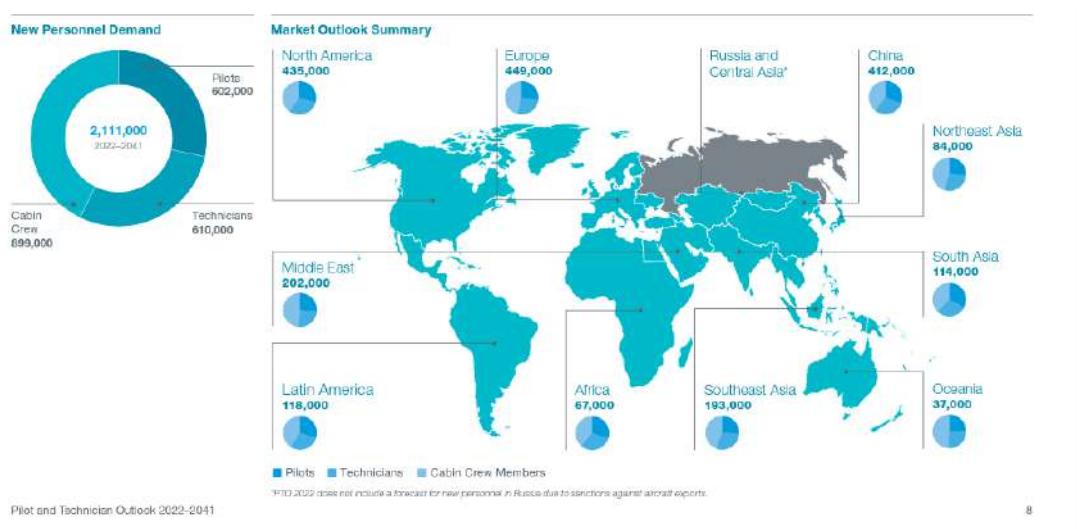 New Personnel Demand
Pilots
602,000
2,111,000
2022–2041
Cabin
Crew
899,000
Technicians
610,000
Market Outlook Summary
North America
435,000
Europe
449,000
Russia and
Central Asia*
China
412,000
Northeast Asia
84,000
Middle East
202,000
South Asia
114,000
Latin America
118,000
Africa
67,000
Southeast Asia
193,000
Oceania
37,000
Pilots
Technicians
Cabin Crew Members
*PTO 2022 does not include a forecast for new personnel in Russia due to sanctions against aircraft exports.
Pilot and Technician Outlook 2022–2041
8